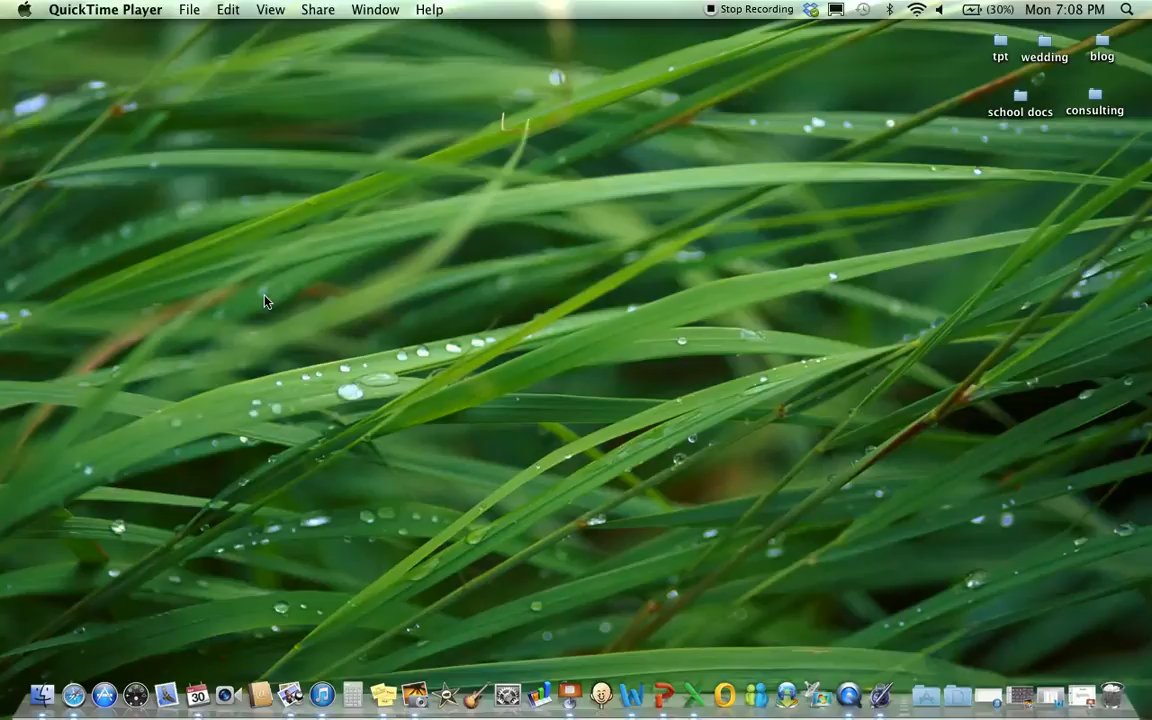 QuickTime Player File Edit View Share Window Help Stop Recording (30%) Mon 7:08 PM
tpt wedding blog
school docs consulting
30